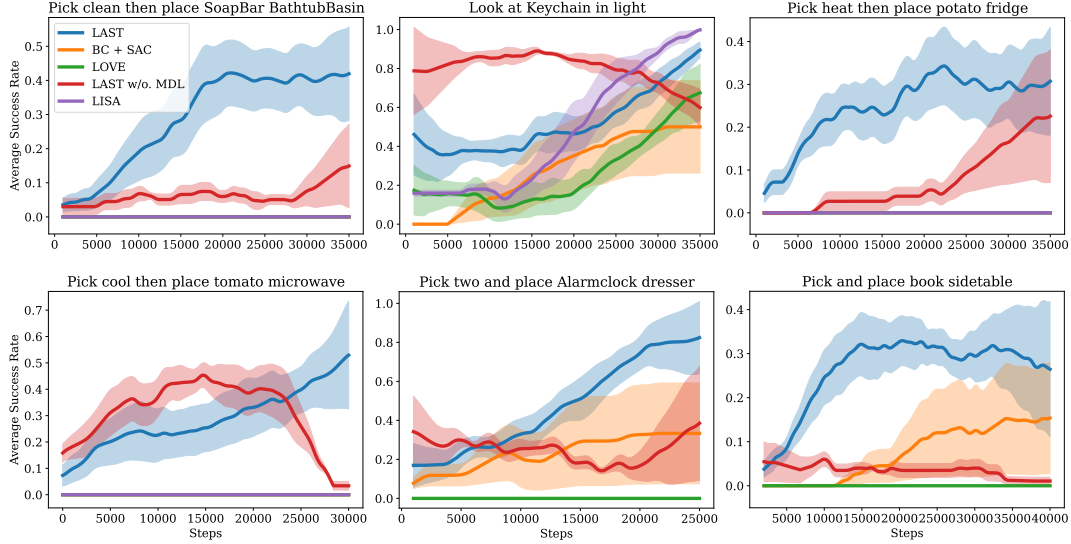 Pick clean then place SoapBar BathtubBasin
Average Success Rate
0.5
0.4
0.3
0.2
0.1
0.0
LAST
BC + SAC
LOVE
LAST w/o. MDL
LISA
0 5000 10000 15000 20000 25000 30000 35000
Look at Keychain in light
1.0
0.8
0.6
0.4
0.2
0.0
0 5000 10000 15000 20000 25000 30000 35000
Pick heat then place potato fridge
0.4
0.3
0.2
0.1
0.0
0 5000 10000 15000 20000 25000 30000 35000
Pick cool then place tomato microwave
Average Success Rate
0.7
0.6
0.5
0.4
0.3
0.2
0.1
0.0
0 5000 10000 15000 20000 25000 30000
Steps
Pick two and place Alarmclock dresser
1.0
0.8
0.6
0.4
0.2
0.0
0 5000 10000 15000 20000 25000
Steps
Pick and place book sidetable
0.4
0.3
0.2
0.1
0.0
5000 10000 15000 20000 25000 30000 35000 40000
Steps